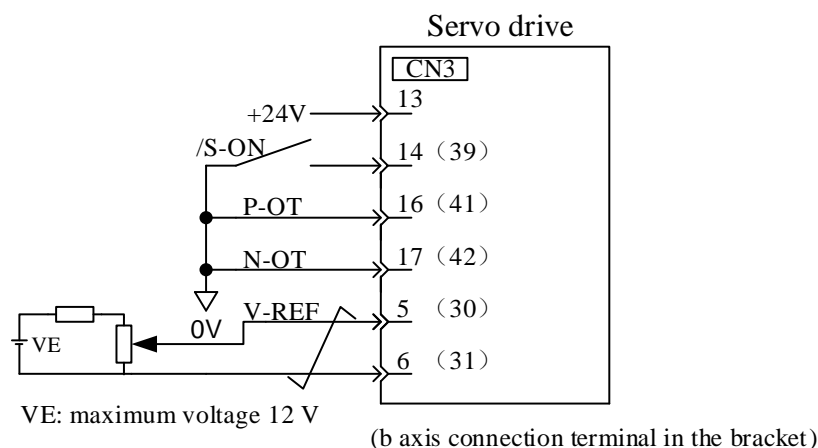 Servo drive
CN3
+24V 13
/S-ON 14（39）
P-OT 16（41）
N-OT 17（42）
0V V-REF 5（30）
VE 6（31）
VE: maximum voltage 12 V
(b axis connection terminal in the bracket)